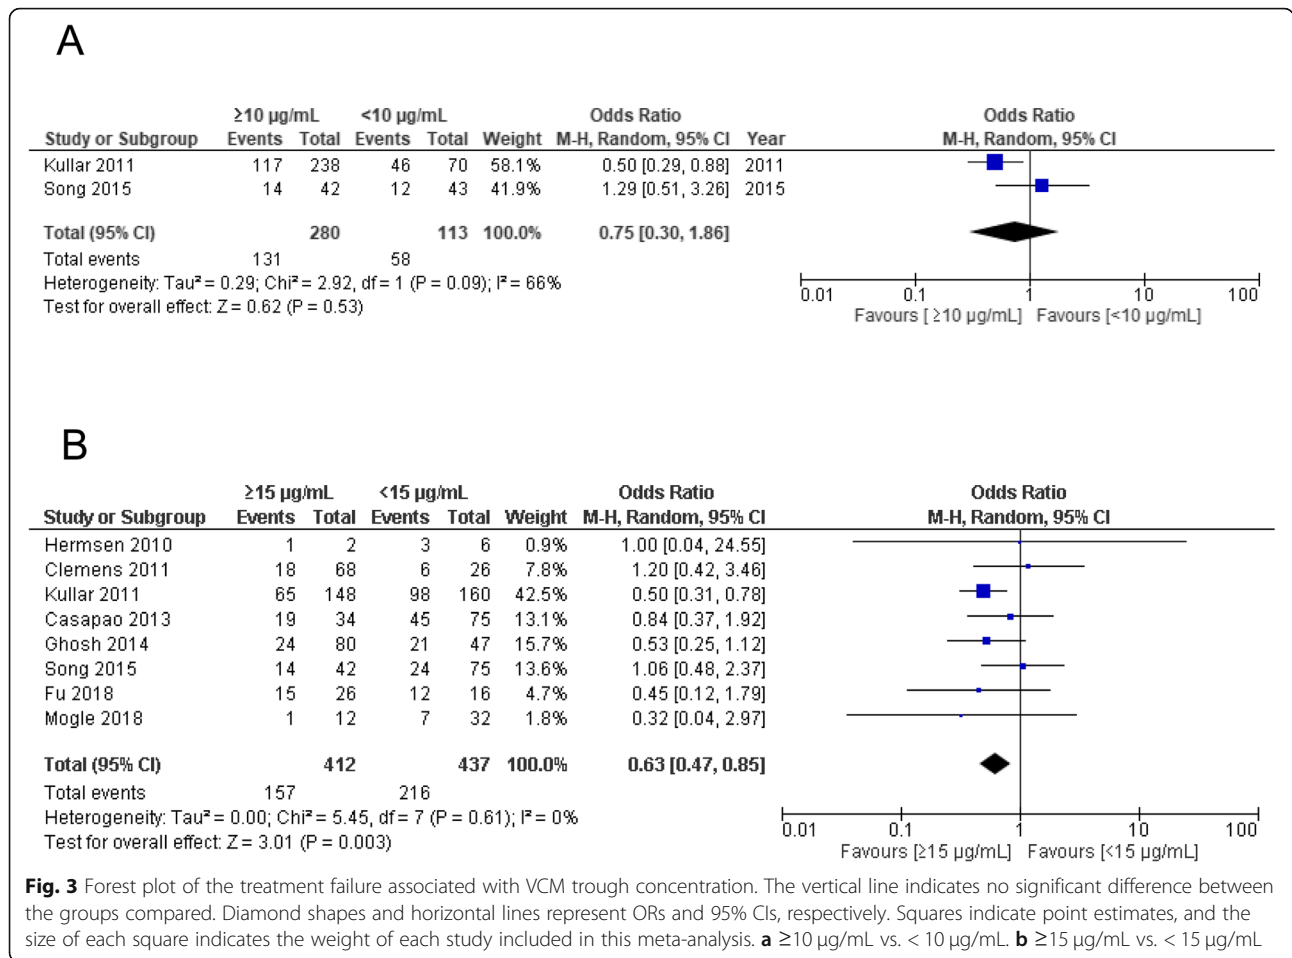 A
≥10 µg/mL <10 µg/mL Odds Ratio Odds Ratio
Study or Subgroup Events Total Events Total Weight M-H, Random, 95% CI Year M-H, Random, 95% CI
Kullar 2011 117 238 46 70 58.1% 0.50 [0.29, 0.88] 2011
Song 2015 14 42 12 43 41.9% 1.29 [0.51, 3.26] 2015
Total (95% CI) 280 113 100.0% 0.75 [0.30, 1.86]
Total events 131 58
Heterogeneity: Tau² = 0.29; Chi² = 2.92, df = 1 (P = 0.09); I² = 66%
Test for overall effect: Z = 0.62 (P = 0.53)
0.01 0.1 1 10 100
Favours [ ≥10 µg/mL] Favours [<10 µg/mL]
B
≥15 µg/mL <15 µg/mL Odds Ratio Odds Ratio
Study or Subgroup Events Total Events Total Weight M-H, Random, 95% CI M-H, Random, 95% CI
Hermsen 2010 1 2 3 6 0.9% 1.00 [0.04, 24.55]
Clemens 2011 18 68 6 26 7.8% 1.20 [0.42, 3.46]
Kullar 2011 65 148 98 160 42.5% 0.50 [0.31, 0.78]
Casapao 2013 19 34 45 75 13.1% 0.84 [0.37, 1.92]
Ghosh 2014 24 80 21 47 15.7% 0.53 [0.25, 1.12]
Song 2015 14 42 24 75 13.6% 1.06 [0.48, 2.37]
Fu 2018 15 26 12 16 4.7% 0.45 [0.12, 1.79]
Mogle 2018 1 12 7 32 1.8% 0.32 [0.04, 2.97]
Total (95% CI) 412 437 100.0% 0.63 [0.47, 0.85]
Total events 157 216
Heterogeneity: Tau² = 0.00; Chi² = 5.45, df = 7 (P = 0.61); I² = 0%
Test for overall effect: Z = 3.01 (P = 0.003)
0.01 0.1 1 10 100
Favours [≥15 µg/mL] Favours [<15 µg/mL]
Fig. 3 Forest plot of the treatment failure associated with VCM trough concentration. The vertical line indicates no significant difference between
the groups compared. Diamond shapes and horizontal lines represent ORs and 95% CIs, respectively. Squares indicate point estimates, and the
size of each square indicates the weight of each study included in this meta-analysis. a ≥10 µg/mL vs. < 10 µg/mL. b ≥15 µg/mL vs. < 15 µg/mL